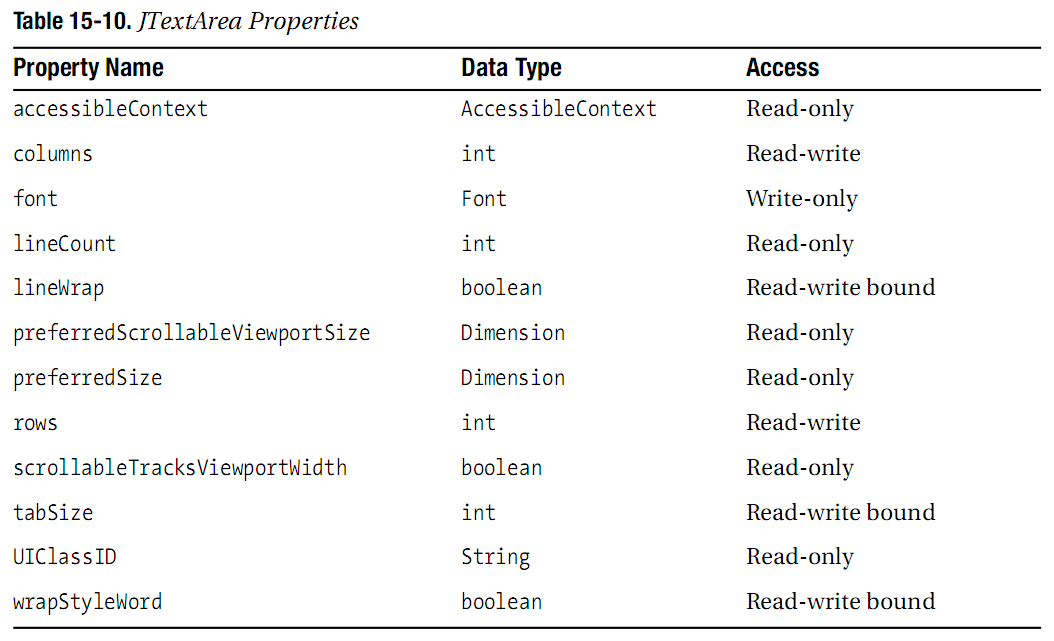 Table 15-10. JTextArea Properties
Property Name Data Type Access
accessibleContext AccessibleContext Read-only
columns int Read-write
font Font Write-only
lineCount int Read-only
lineWrap boolean Read-write bound
preferredScrollableViewportSize Dimension Read-only
preferredSize Dimension Read-only
rows int Read-write
scrollableTracksViewportWidth boolean Read-only
tabSize int Read-write bound
UIClassID String Read-only
wrapStyleWord boolean Read-write bound